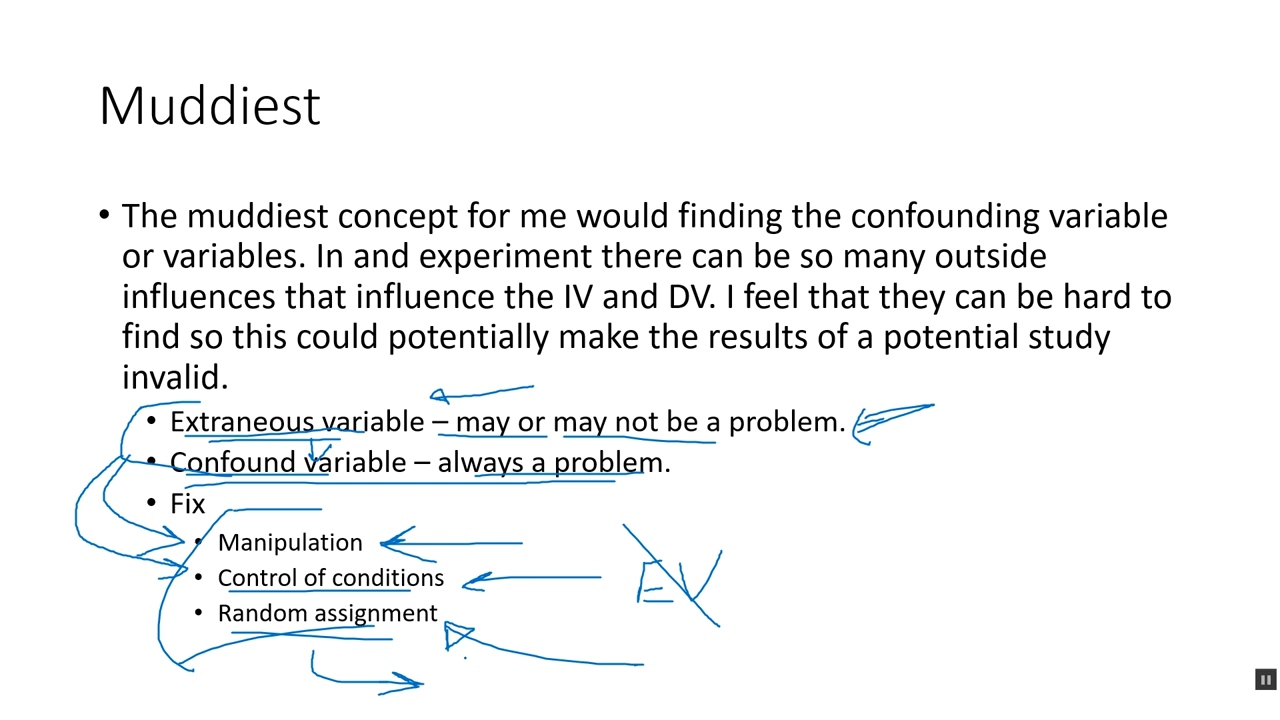 Muddiest
• The muddiest concept for me would finding the confounding variable
or variables. In and experiment there can be so many outside
influences that influence the IV and DV. I feel that they can be hard to
find so this could potentially make the results of a potential study
invalid.
• Extraneous variable – may or may not be a problem.
• Confound variable – always a problem.
• Fix
• Manipulation
• Control of conditions
• Random assignment
EV